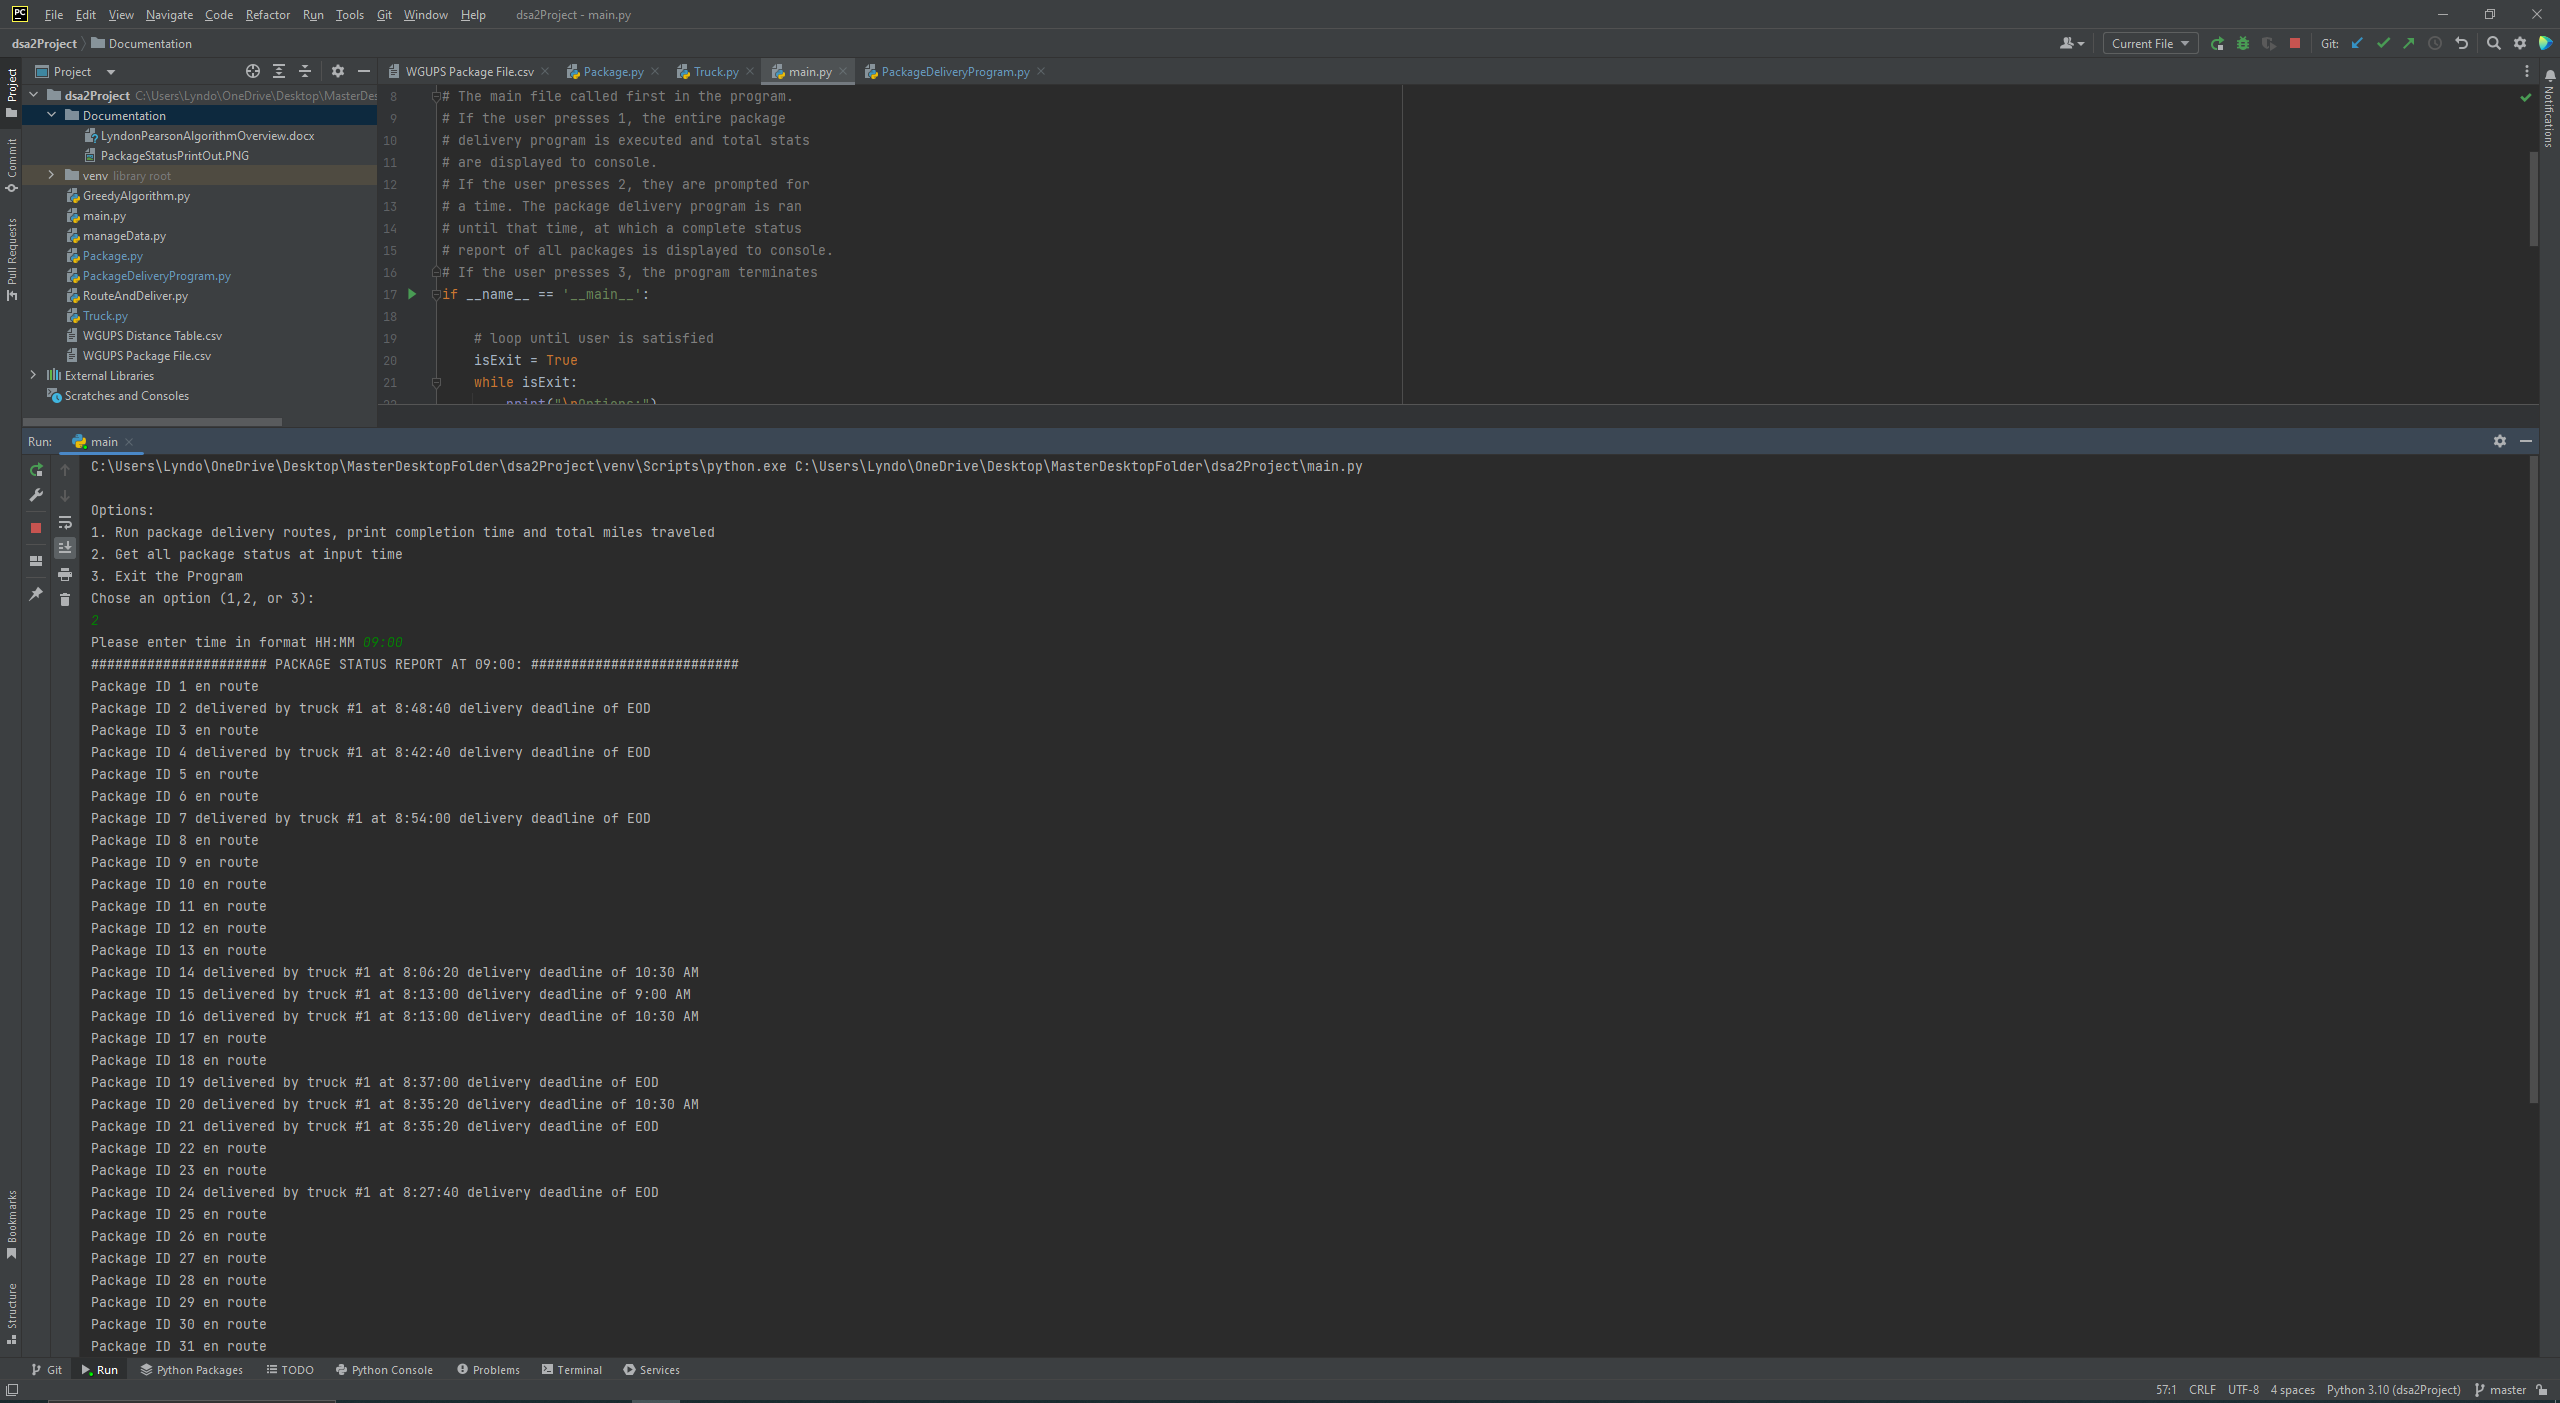 PC File Edit View Navigate Code Refactor Run Tools Git Window Help dsa2Project - main.py
dsa2Project Documentation Current File Git:
Project WGUPS Package File.csv Package.py Truck.py main.py PackageDeliveryProgram.py
dsa2Project C:\Users\Lyndo\OneDrive\Desktop\MasterDes
Documentation
LyndonPearsonAlgorithmOverview.docx
PackageStatusPrintOut.PNG
venv library root
GreedyAlgorithm.py
main.py
manageData.py
Package.py
PackageDeliveryProgram.py
RouteAndDeliver.py
Truck.py
WGUPS Distance Table.csv
WGUPS Package File.csv
External Libraries
Scratches and Consoles
Project
Commit
Pull Requests
Bookmarks
Structure
Notifications
8 # The main file called first in the program.
9 # If the user presses 1, the entire package
10 # delivery program is executed and total stats
11 # are displayed to console.
12 # If the user presses 2, they are prompted for
13 # a time. The package delivery program is ran
14 # until that time, at which a complete status
15 # report of all packages is displayed to console.
16 # If the user presses 3, the program terminates
17 if __name__ == '__main__':
18
19 # loop until user is satisfied
20 isExit = True
21 while isExit:
22 print("\nOptions:")
Run: main
C:\Users\Lyndo\OneDrive\Desktop\MasterDesktopFolder\dsa2Project\venv\Scripts\python.exe C:\Users\Lyndo\OneDrive\Desktop\MasterDesktopFolder\dsa2Project\main.py
Options:
1. Run package delivery routes, print completion time and total miles traveled
2. Get all package status at input time
3. Exit the Program
Chose an option (1,2, or 3):
2
Please enter time in format HH:MM 09:00
###################### PACKAGE STATUS REPORT AT 09:00: ##########################
Package ID 1 en route
Package ID 2 delivered by truck #1 at 8:48:40 delivery deadline of EOD
Package ID 3 en route
Package ID 4 delivered by truck #1 at 8:42:40 delivery deadline of EOD
Package ID 5 en route
Package ID 6 en route
Package ID 7 delivered by truck #1 at 8:54:00 delivery deadline of EOD
Package ID 8 en route
Package ID 9 en route
Package ID 10 en route
Package ID 11 en route
Package ID 12 en route
Package ID 13 en route
Package ID 14 delivered by truck #1 at 8:06:20 delivery deadline of 10:30 AM
Package ID 15 delivered by truck #1 at 8:13:00 delivery deadline of 9:00 AM
Package ID 16 delivered by truck #1 at 8:13:00 delivery deadline of 10:30 AM
Package ID 17 en route
Package ID 18 en route
Package ID 19 delivered by truck #1 at 8:37:00 delivery deadline of EOD
Package ID 20 delivered by truck #1 at 8:35:20 delivery deadline of 10:30 AM
Package ID 21 delivered by truck #1 at 8:35:20 delivery deadline of EOD
Package ID 22 en route
Package ID 23 en route
Package ID 24 delivered by truck #1 at 8:27:40 delivery deadline of EOD
Package ID 25 en route
Package ID 26 en route
Package ID 27 en route
Package ID 28 en route
Package ID 29 en route
Package ID 30 en route
Package ID 31 en route
Git Run Python Packages TODO Python Console Problems Terminal Services
57:1 CRLF UTF-8 4 spaces Python 3.10 (dsa2Project) master